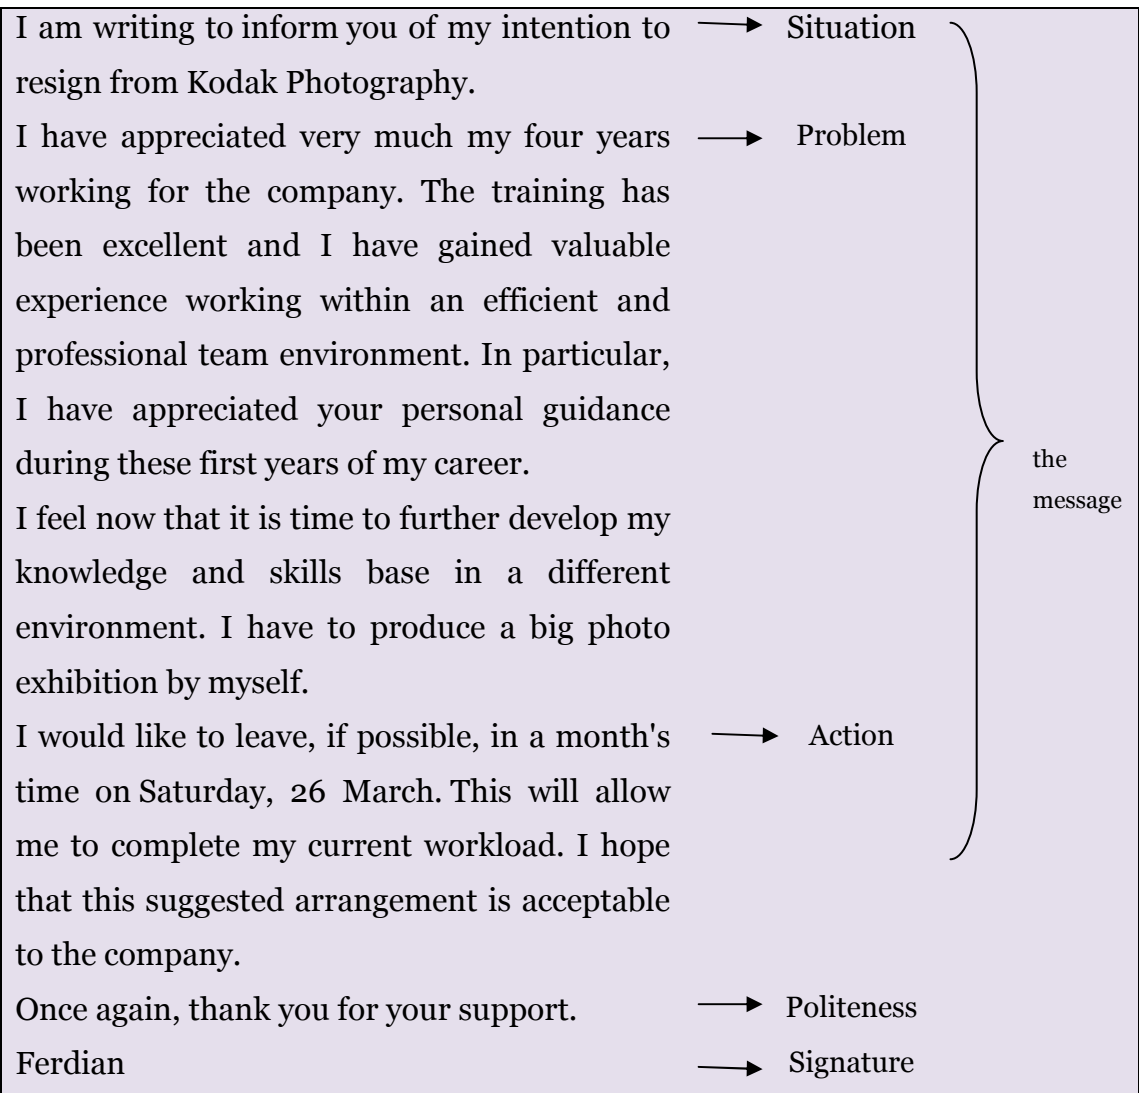 I am writing to inform you of my intention to
Situation
resign from Kodak Photography.
I have appreciated very much my four years
Problem
working for the company. The training has
been excellent and I have gained valuable
experience working within an efficient and
professional team environment. In particular,
I have appreciated your personal guidance
during these first years of my career.
the
message
I feel now that it is time to further develop my
knowledge and skills base in a different
environment. I have to produce a big photo
exhibition by myself.
I would like to leave, if possible, in a month's
Action
time on Saturday, 26 March. This will allow
me to complete my current workload. I hope
that this suggested arrangement is acceptable
to the company.
Once again, thank you for your support.
Politeness
Ferdian
Signature